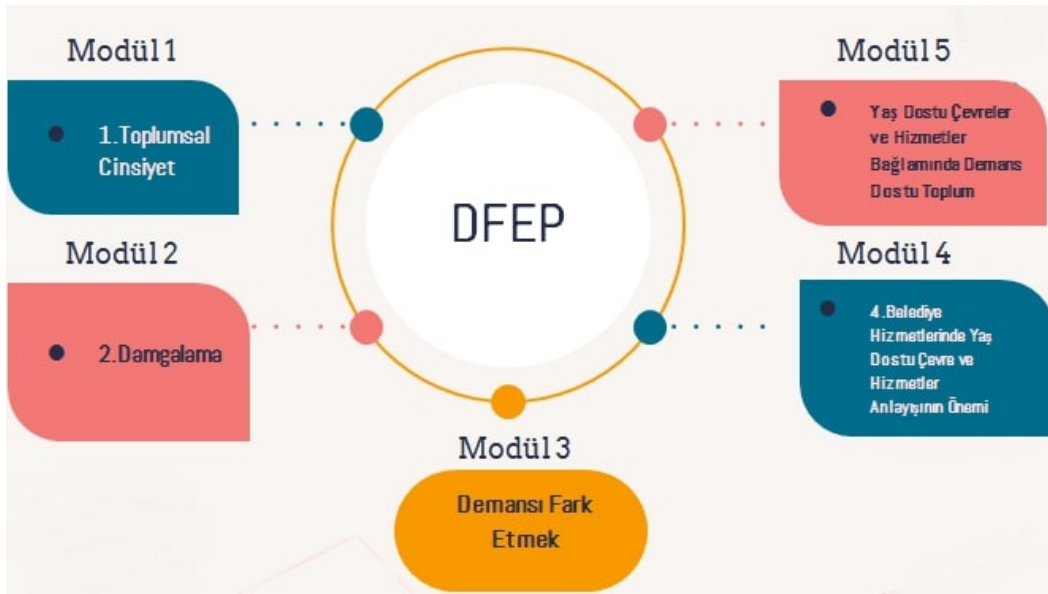 Modül 1
1.Toplumsal
Cinsiyet
Modül 2
2.Damgalama
DFEP
Modül 3
Demansı Fark
Etmek
Modül 5
Yaş Dostu Çevreler
ve Hizmetler
Bağlamında Demans
Dostu Toplum
Modül 4
4.Belediye
Hizmetlerinde Yaş
Dostu Çevre ve
Hizmetler
Anlayışının Önemi